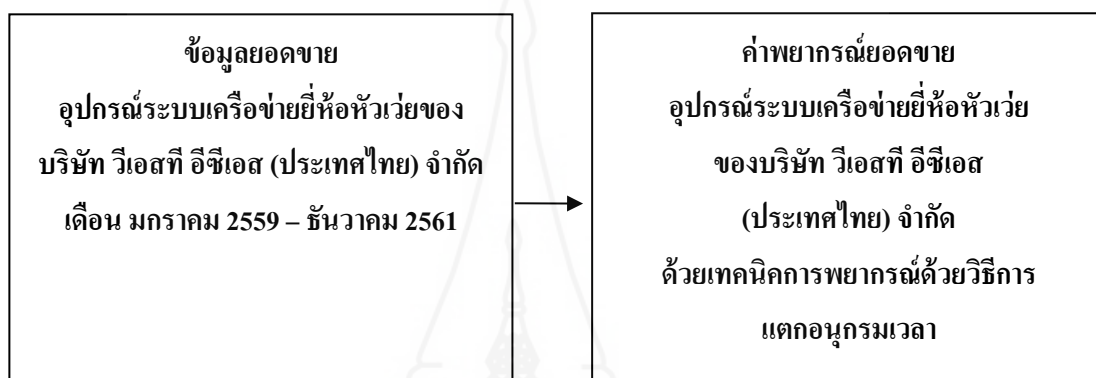 ข้อมูลยอดขาย
อุปกรณ์ระบบเครือข่ายยี่ห้อหัวเว่ยของ
บริษัท วีเอสที อีซีเอส (ประเทศไทย) จำกัด
เดือน มกราคม 2559 – ธันวาคม 2561
ค่าพยากรณ์ยอดขาย
อุปกรณ์ระบบเครือข่ายยี่ห้อหัวเว่ย
ของบริษัท วีเอสที อีซีเอส
(ประเทศไทย) จำกัด
ด้วยเทคนิคการพยากรณ์ด้วยวิธีการ
แตกอนุกรมเวลา